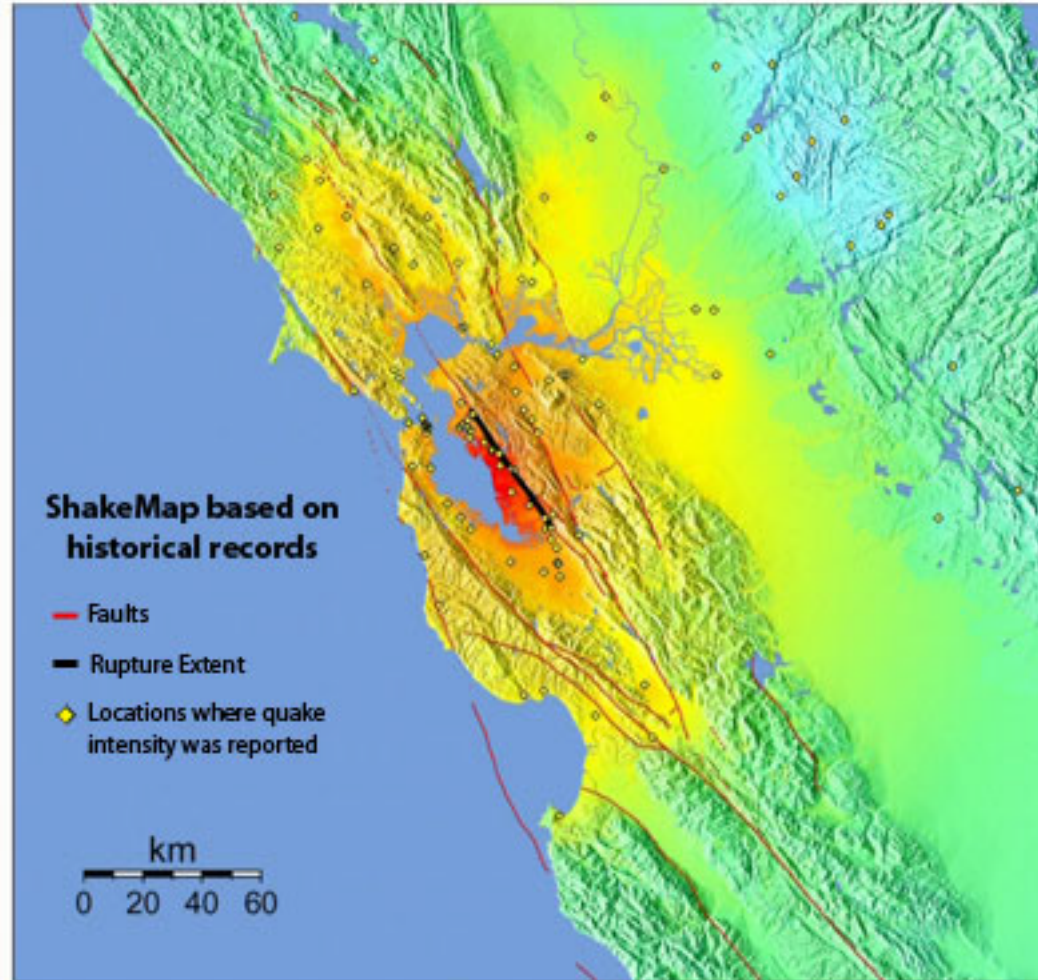 ShakeMap based on
historical records
Faults
Rupture Extent
Locations where quake
intensity was reported
km
0 20 40 60